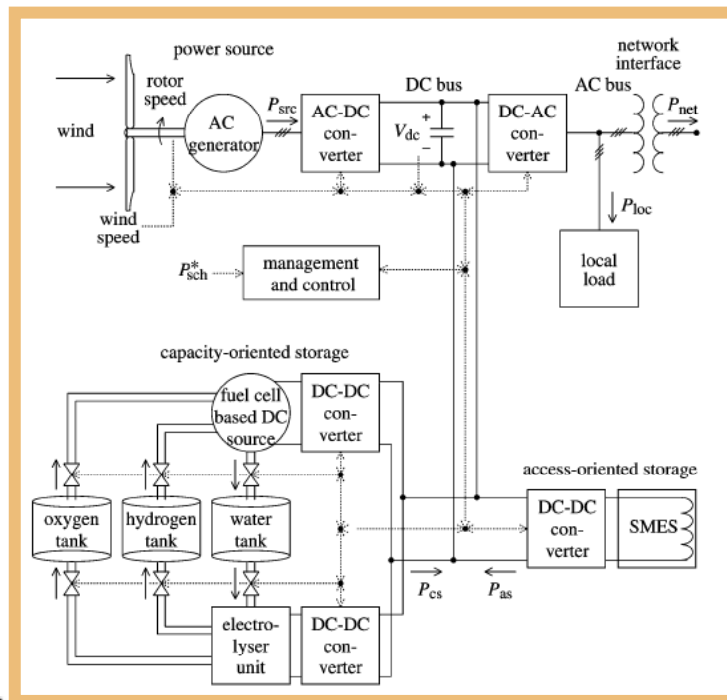 power source
network
interface
rotor
speed
P_src
DC bus
AC bus
P_net
wind
AC
generator
AC-DC
con-
verter
V_dc
+
−
DC-AC
con-
verter
wind
speed
P_loc
P*_sch
management
and control
local
load
capacity-oriented storage
fuel cell
based DC
source
DC-DC
con-
verter
access-oriented storage
oxygen
tank
hydrogen
tank
water
tank
DC-DC
con-
verter
SMES
P_cs
P_as
electro-
lyser
unit
DC-DC
con-
verter